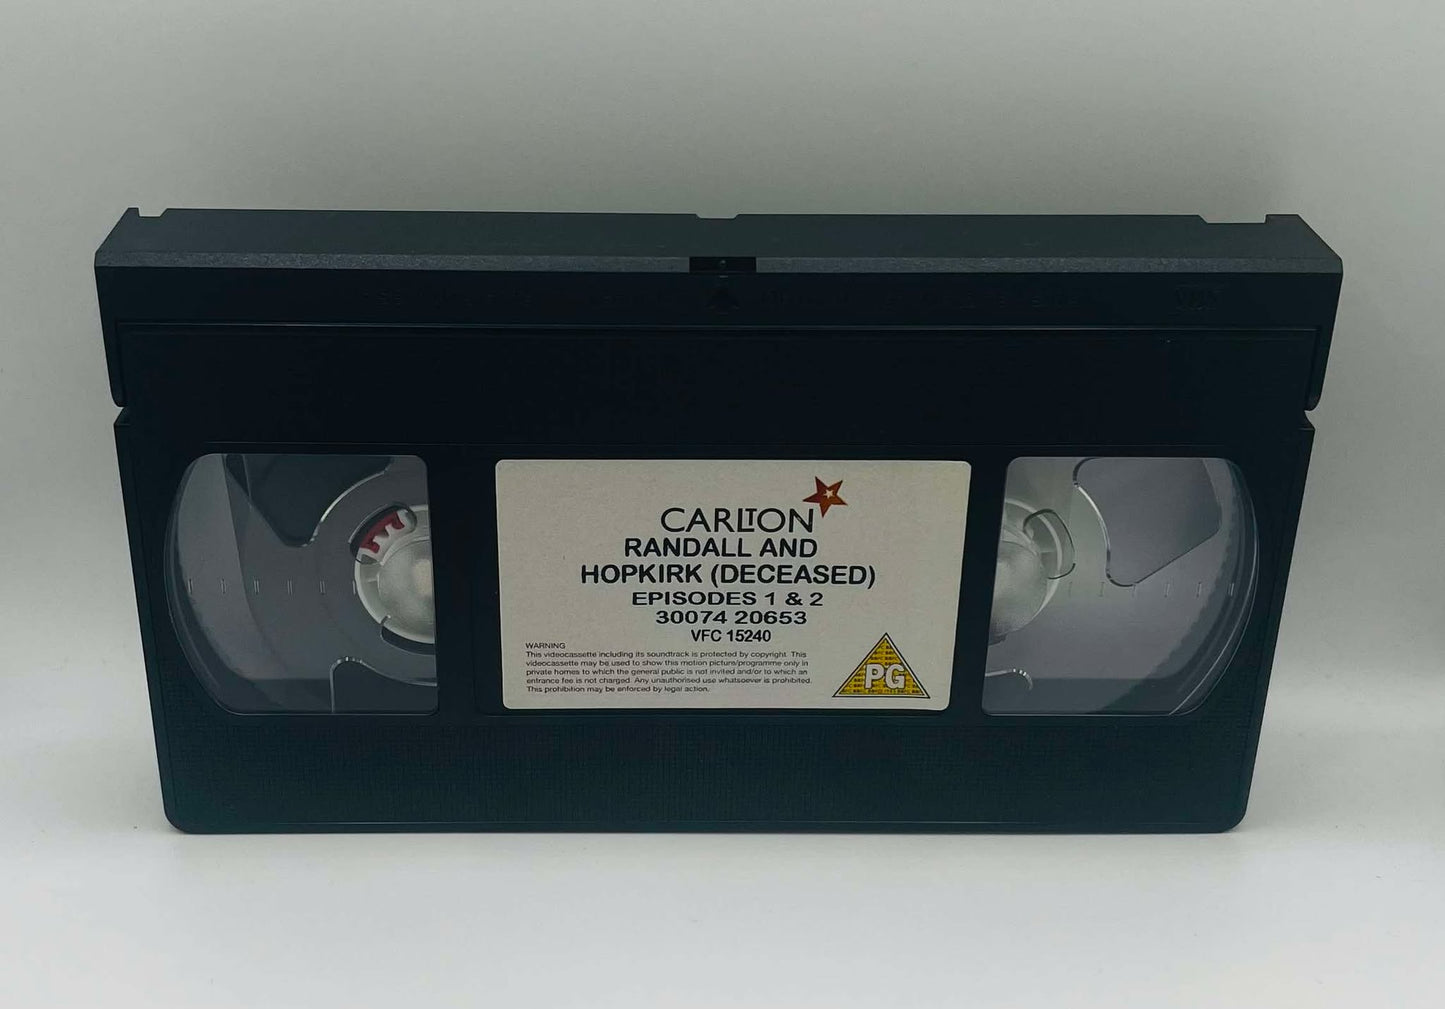 CARLTON
RANDALL AND
HOPKIRK (DECEASED)
EPISODES 1 & 2
30074 20653
VFC 15240
WARNING
This videocassette including its soundtrack is protected by copyright. This
videocassette may be used to show this motion picture/programme only in
private homes to which the general public is not invited and/or to which an
entrance fee is not charged. Any unauthorised use whatsoever is prohibited.
This prohibition may be enforced by legal action.
PG